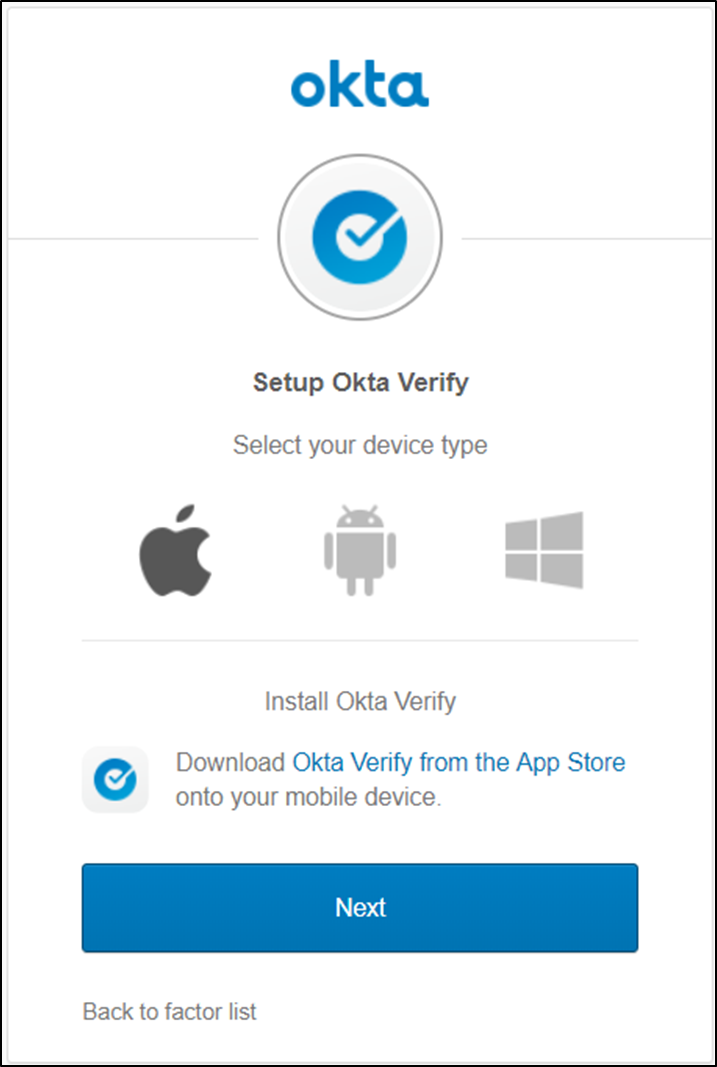 okta
Setup Okta Verify
Select your device type
Install Okta Verify
Download Okta Verify from the App Store
onto your mobile device.
Next
Back to factor list